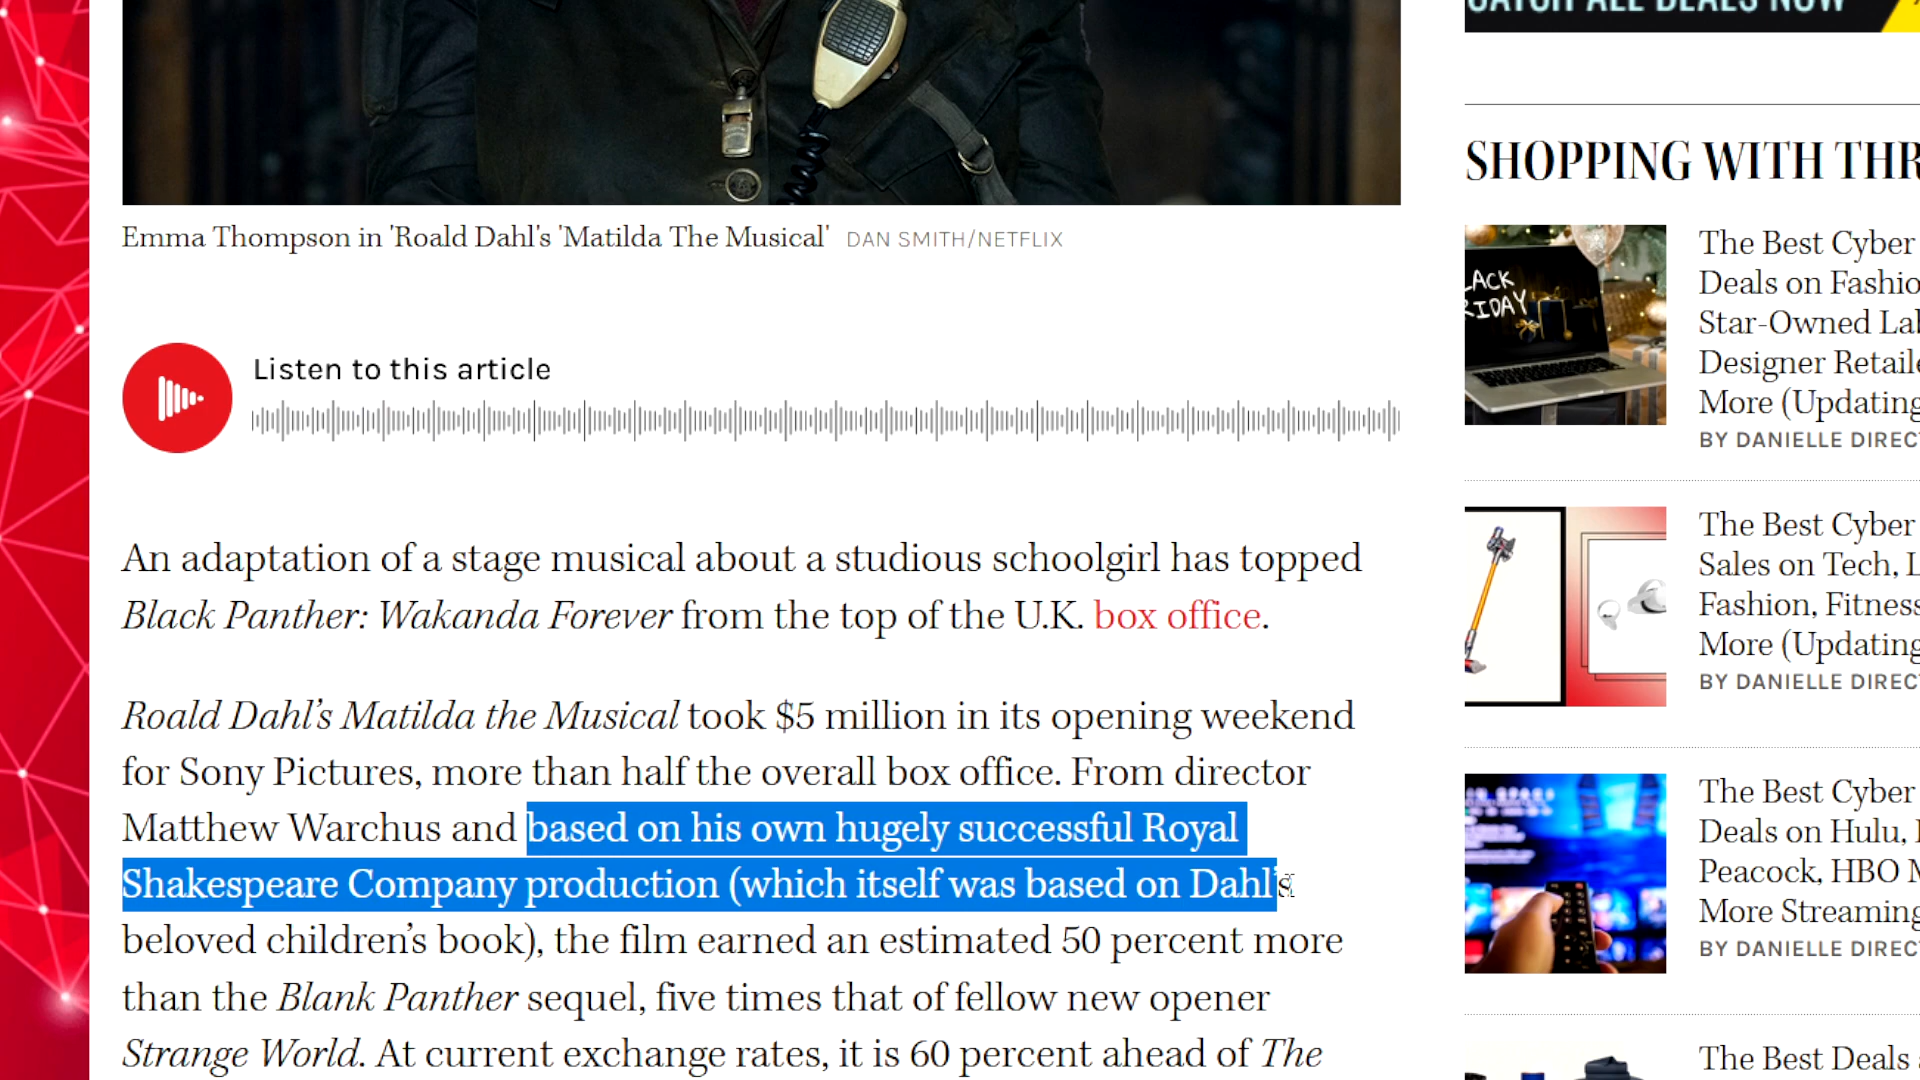 CATCH ALL DEALS NOW
SHOPPING WITH THR
Emma Thompson in 'Roald Dahl's 'Matilda The Musical' DAN SMITH/NETFLIX
Listen to this article
An adaptation of a stage musical about a studious schoolgirl has topped
Black Panther: Wakanda Forever from the top of the U.K. box office.
Roald Dahl’s Matilda the Musical took $5 million in its opening weekend
for Sony Pictures, more than half the overall box office. From director
Matthew Warchus and based on his own hugely successful Royal
Shakespeare Company production (which itself was based on Dahl’s
beloved children’s book), the film earned an estimated 50 percent more
than the Blank Panther sequel, five times that of fellow new opener
Strange World. At current exchange rates, it is 60 percent ahead of The
ACK
RIDAY
The Best Cyber
Deals on Fashio
Star-Owned Lab
Designer Retaile
More (Updating
BY DANIELLE DIREC
The Best Cyber
Sales on Tech, L
Fashion, Fitness
More (Updating
BY DANIELLE DIREC
The Best Cyber
Deals on Hulu,
Peacock, HBO M
More Streaming
BY DANIELLE DIREC
The Best Deals